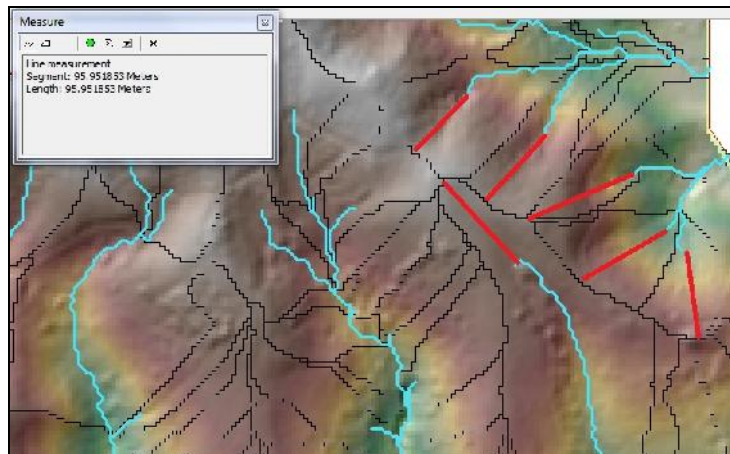 Measure
Line measurement
Segment: 95.951853 Meters
Length: 95.951853 Meters